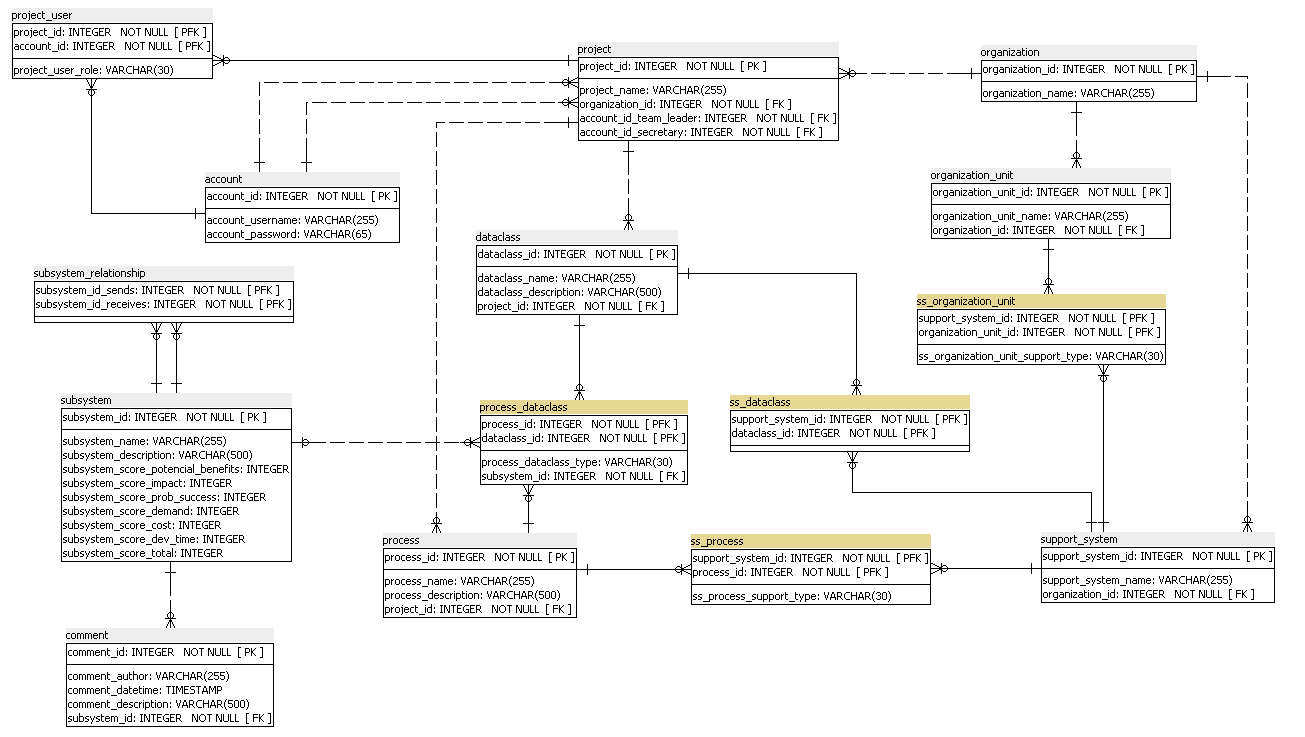 project_user
project_id: INTEGER NOT NULL [ PFK ]
account_id: INTEGER NOT NULL [ PFK ]
project_user_role: VARCHAR(30)
project
project_id: INTEGER NOT NULL [ PK ]
project_name: VARCHAR(255)
organization_id: INTEGER NOT NULL [ FK ]
account_id_team_leader: INTEGER NOT NULL [ FK ]
account_id_secretary: INTEGER NOT NULL [ FK ]
organization
organization_id: INTEGER NOT NULL [ PK ]
organization_name: VARCHAR(255)
account
account_id: INTEGER NOT NULL [ PK ]
account_username: VARCHAR(255)
account_password: VARCHAR(65)
organization_unit
organization_unit_id: INTEGER NOT NULL [ PK ]
organization_unit_name: VARCHAR(255)
organization_id: INTEGER NOT NULL [ FK ]
dataclass
dataclass_id: INTEGER NOT NULL [ PK ]
dataclass_name: VARCHAR(255)
dataclass_description: VARCHAR(500)
project_id: INTEGER NOT NULL [ FK ]
subsystem_relationship
subsystem_id_sends: INTEGER NOT NULL [ PFK ]
subsystem_id_receives: INTEGER NOT NULL [ PFK ]
ss_organization_unit
support_system_id: INTEGER NOT NULL [ PFK ]
organization_unit_id: INTEGER NOT NULL [ PFK ]
ss_organization_unit_support_type: VARCHAR(30)
subsystem
subsystem_id: INTEGER NOT NULL [ PK ]
subsystem_name: VARCHAR(255)
subsystem_description: VARCHAR(500)
subsystem_score_potencial_benefits: INTEGER
subsystem_score_impact: INTEGER
subsystem_score_prob_success: INTEGER
subsystem_score_demand: INTEGER
subsystem_score_cost: INTEGER
subsystem_score_dev_time: INTEGER
subsystem_score_total: INTEGER
process_dataclass
process_id: INTEGER NOT NULL [ PFK ]
dataclass_id: INTEGER NOT NULL [ PFK ]
process_dataclass_type: VARCHAR(30)
subsystem_id: INTEGER NOT NULL [ FK ]
ss_dataclass
support_system_id: INTEGER NOT NULL [ PFK ]
dataclass_id: INTEGER NOT NULL [ PFK ]
process
process_id: INTEGER NOT NULL [ PK ]
process_name: VARCHAR(255)
process_description: VARCHAR(500)
project_id: INTEGER NOT NULL [ FK ]
ss_process
support_system_id: INTEGER NOT NULL [ PFK ]
process_id: INTEGER NOT NULL [ PFK ]
ss_process_support_type: VARCHAR(30)
support_system
support_system_id: INTEGER NOT NULL [ PK ]
support_system_name: VARCHAR(255)
organization_id: INTEGER NOT NULL [ FK ]
comment
comment_id: INTEGER NOT NULL [ PK ]
comment_author: VARCHAR(255)
comment_datetime: TIMESTAMP
comment_description: VARCHAR(500)
subsystem_id: INTEGER NOT NULL [ FK ]